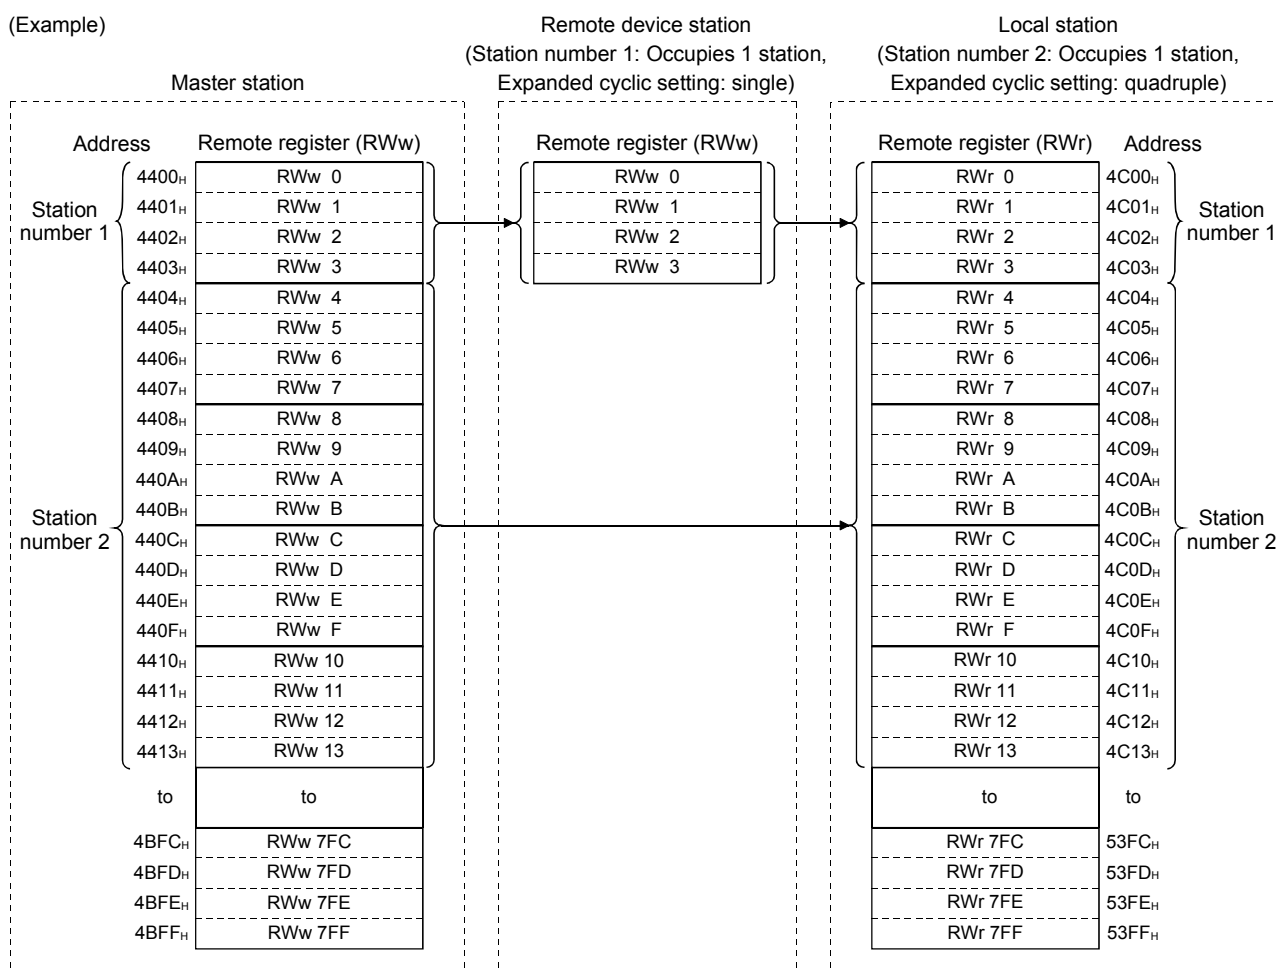 (Example)
Remote device station
(Station number 1: Occupies 1 station,
Expanded cyclic setting: single)
Local station
(Station number 2: Occupies 1 station,
Expanded cyclic setting: quadruple)
Master station
Address Remote register (RWw) Remote register (RWw) Remote register (RWr) Address
4400H RWw 0 RWw 0 RWr 0 4C00H
4401H RWw 1 RWw 1 RWr 1 4C01H
Station number 1
4402H RWw 2 RWw 2 RWr 2 4C02H
Station number 1
4403H RWw 3 RWw 3 RWr 3 4C03H
4404H RWw 4 RWr 4 4C04H
4405H RWw 5 RWr 5 4C05H
4406H RWw 6 RWr 6 4C06H
4407H RWw 7 RWr 7 4C07H
4408H RWw 8 RWr 8 4C08H
4409H RWw 9 RWr 9 4C09H
440AH RWw A RWr A 4C0AH
440BH RWw B RWr B 4C0BH
Station number 2
440CH RWw C RWr C 4C0CH
Station number 2
440DH RWw D RWr D 4C0DH
440EH RWw E RWr E 4C0EH
440FH RWw F RWr F 4C0FH
4410H RWw 10 RWr 10 4C10H
4411H RWw 11 RWr 11 4C11H
4412H RWw 12 RWr 12 4C12H
4413H RWw 13 RWr 13 4C13H
to to to to
4BFCH RWw 7FC RWr 7FC 53FCH
4BFDH RWw 7FD RWr 7FD 53FDH
4BFEH RWw 7FE RWr 7FE 53FEH
4BFFH RWw 7FF RWr 7FF 53FFH